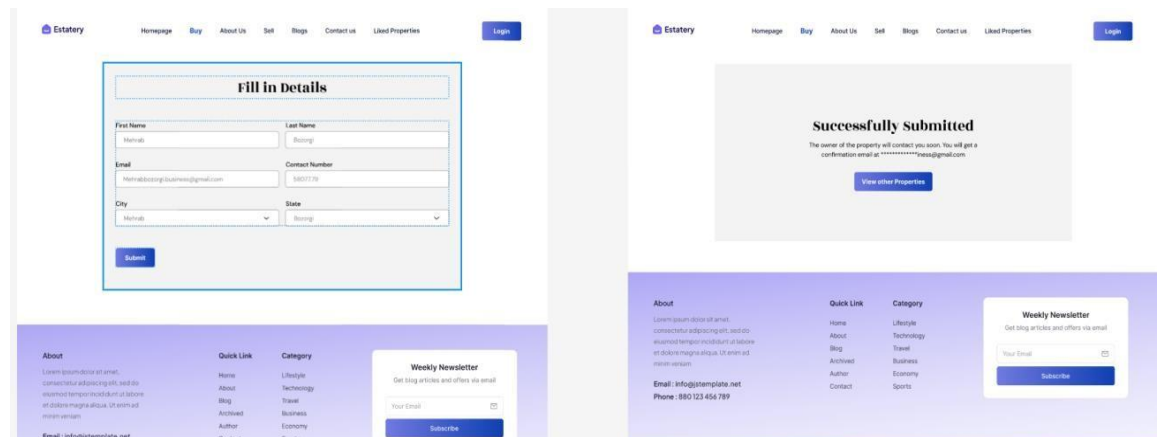 Estatery
Homepage Buy About Us Sell Blogs Contact us Liked Properties
Login
Fill in Details
First Name Last Name
Mehrab Bozorgi
Email Contact Number
Mehrabbozorgi.business@gmail.com 580777
City State
Mehrab Bozorgi
Submit
About Quick Link Category
Lorem ipsum dolor sit amet,
consectetur adipiscing elit, sed do
eiusmod tempor incididunt ut labore
et dolore magna aliqua. Ut enim ad
minim veniam
Home Lifestyle
About Technology
Blog Travel
Archived Business
Author Economy
Email : info@jstemplate.net
Weekly Newsletter
Get blog articles and offers via email
Your Email
Subscribe
Estatery
Homepage Buy About Us Sell Blogs Contact us Liked Properties
Login
Successfully Submitted
The owner of the property will contact you soon. You will get a
confirmation email at *************iness@gmail.com
View other Properties
About Quick Link Category
Lorem ipsum dolor sit amet,
consectetur adipiscing elit, sed do
eiusmod tempor incididunt ut labore
et dolore magna aliqua. Ut enim ad
minim veniam
Email : info@jstemplate.net
Phone : 880 123 456 789
Home Lifestyle
About Technology
Blog Travel
Archived Business
Author Economy
Contact Sports
Weekly Newsletter
Get blog articles and offers via email
Your Email
Subscribe